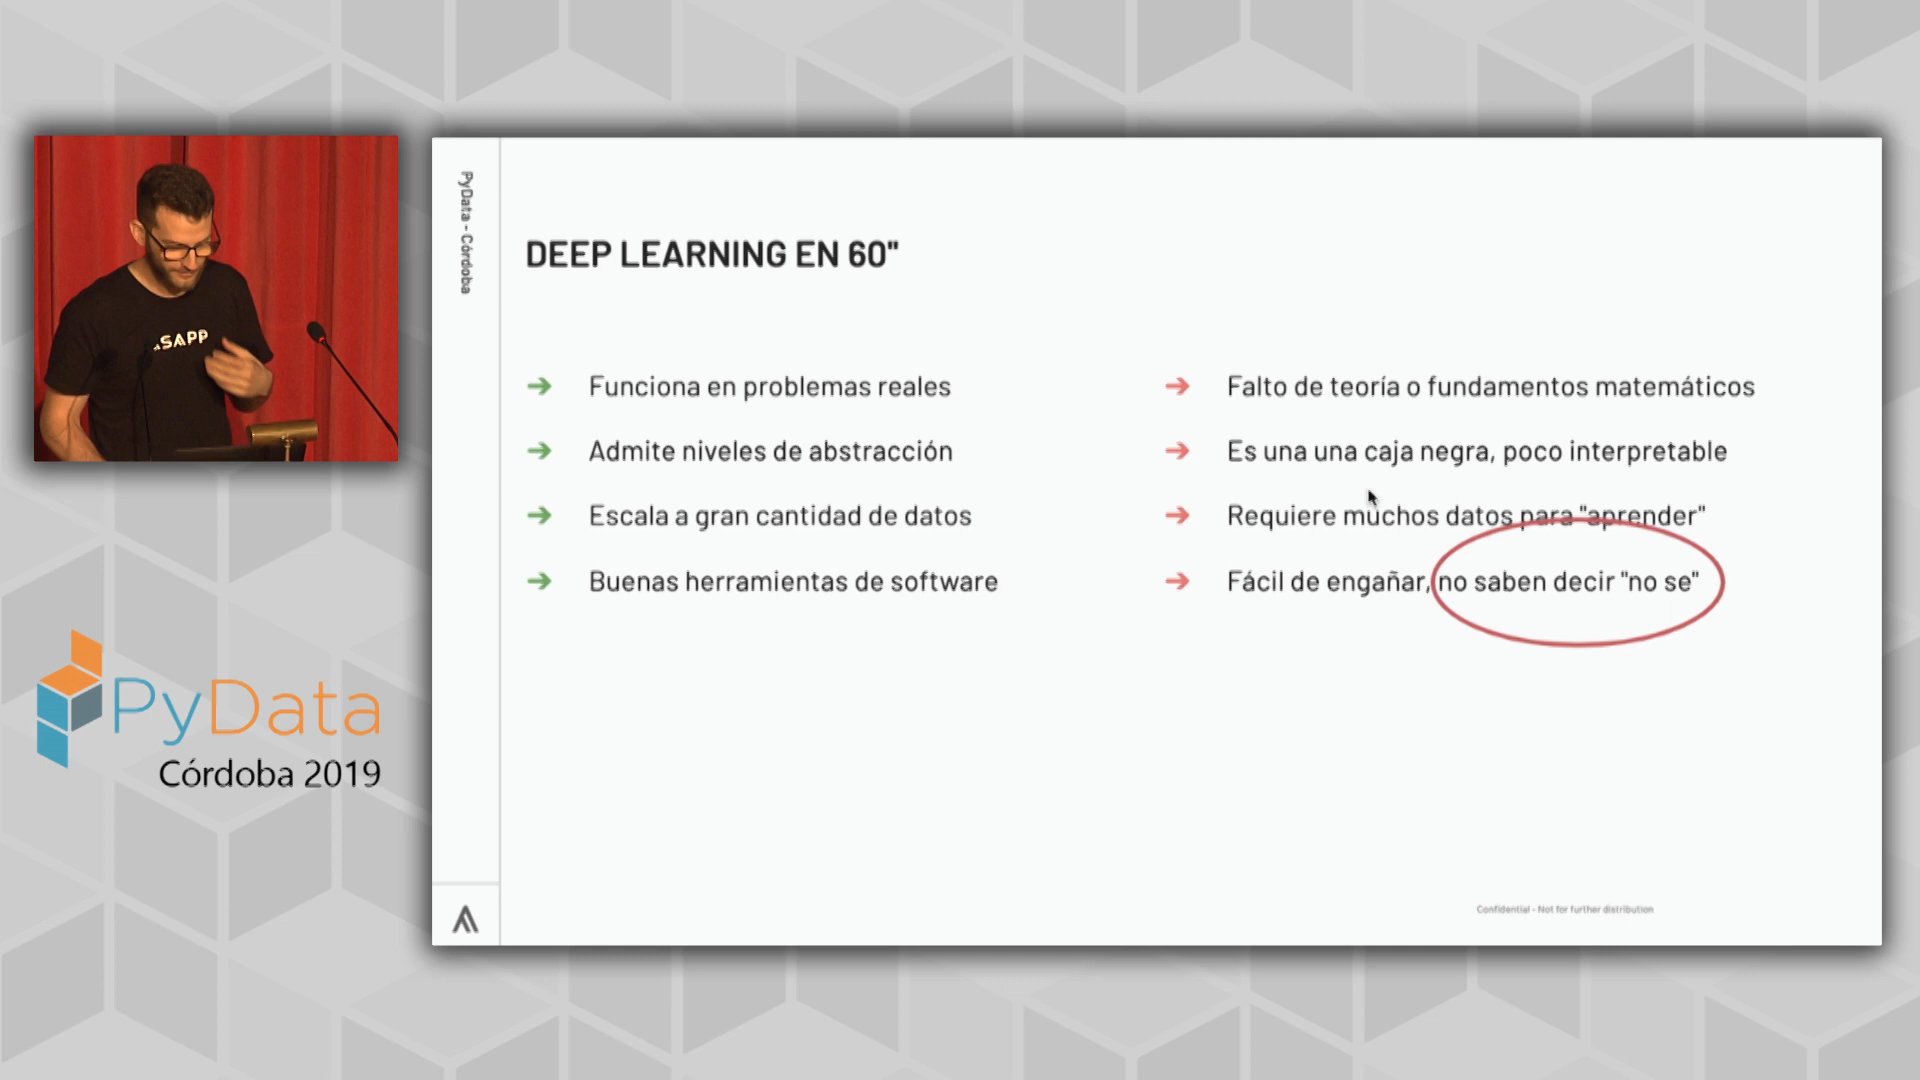 PyData - Córdoba
DEEP LEARNING EN 60"
Funciona en problemas reales
Admite niveles de abstracción
Escala a gran cantidad de datos
Buenas herramientas de software
Falto de teoría o fundamentos matemáticos
Es una una caja negra, poco interpretable
Requiere muchos datos para "aprender"
Fácil de engañar, no saben decir "no se"
Confidential - Not for further distribution
SAPP
PyData
Córdoba 2019